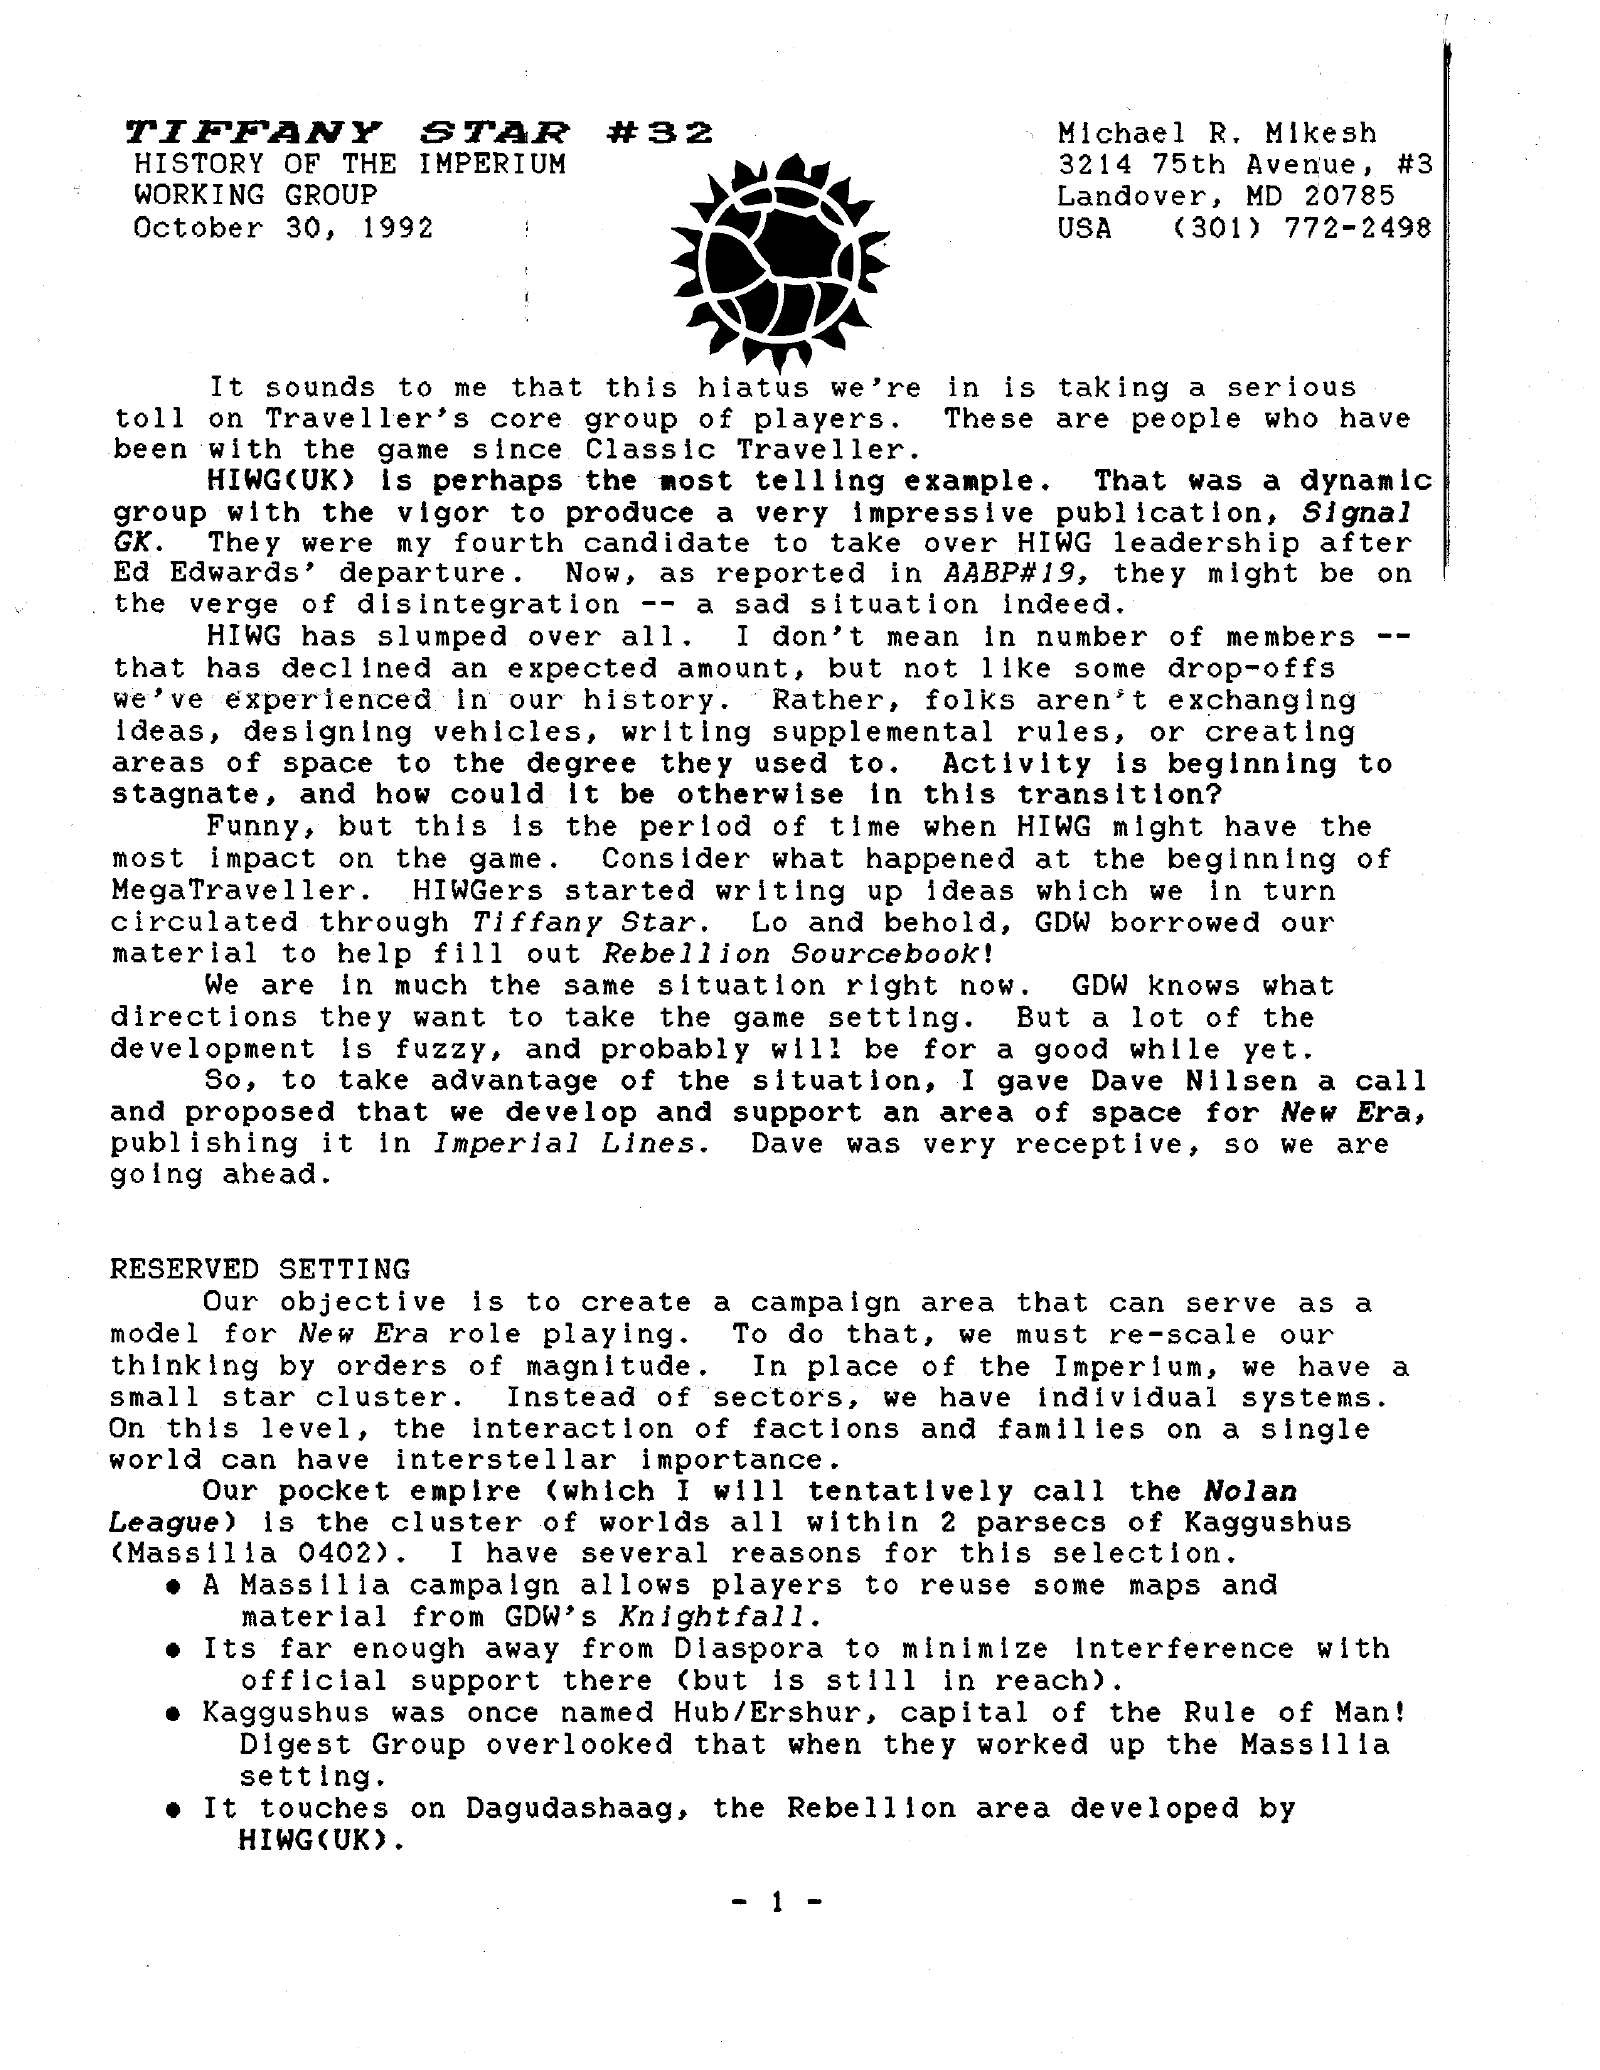 TIFFANY STAR #32
HISTORY OF THE IMPERIUM
WORKING GROUP
October 30, 1992
Michael R. Mikesh
3214 75th Avenue, #3
Landover, MD 20785
USA (301) 772-2498
It sounds to me that this hiatus we're in is taking a serious
toll on Traveller's core group of players. These are people who have
been with the game since Classic Traveller.
HIWG(UK) is perhaps the most telling example. That was a dynamic
group with the vigor to produce a very impressive publication, Signal
GK. They were my fourth candidate to take over HIWG leadership after
Ed Edwards' departure. Now, as reported in AABP#19, they might be on
the verge of disintegration -- a sad situation indeed.
HIWG has slumped over all. I don't mean in number of members --
that has declined an expected amount, but not like some drop-offs
we've experienced in our history. Rather, folks aren't exchanging
ideas, designing vehicles, writing supplemental rules, or creating
areas of space to the degree they used to. Activity is beginning to
stagnate, and how could it be otherwise in this transition?
Funny, but this is the period of time when HIWG might have the
most impact on the game. Consider what happened at the beginning of
MegaTraveller. HIWGers started writing up ideas which we in turn
circulated through Tiffany Star. Lo and behold, GDW borrowed our
material to help fill out Rebellion Sourcebook!
We are in much the same situation right now. GDW knows what
directions they want to take the game setting. But a lot of the
development is fuzzy, and probably will be for a good while yet.
So, to take advantage of the situation, I gave Dave Nilsen a call
and proposed that we develop and support an area of space for New Era,
publishing it in Imperial Lines. Dave was very receptive, so we are
going ahead.
RESERVED SETTING
Our objective is to create a campaign area that can serve as a
model for New Era role playing. To do that, we must re-scale our
thinking by orders of magnitude. In place of the Imperium, we have a
small star cluster. Instead of sectors, we have individual systems.
On this level, the interaction of factions and families on a single
world can have interstellar importance.
Our pocket empire (which I will tentatively call the Nolan
League) is the cluster of worlds all within 2 parsecs of Kaggushus
(Massilia 0402). I have several reasons for this selection.
• A Massilia campaign allows players to reuse some maps and
material from GDW's Knightfall.
• Its far enough away from Diaspora to minimize interference with
official support there (but is still in reach).
• Kaggushus was once named Hub/Ershur, capital of the Rule of Man!
Digest Group overlooked that when they worked up the Massilia
setting.
• It touches on Dagudashaag, the Rebellion area developed by
HIWG(UK).
- 1 -